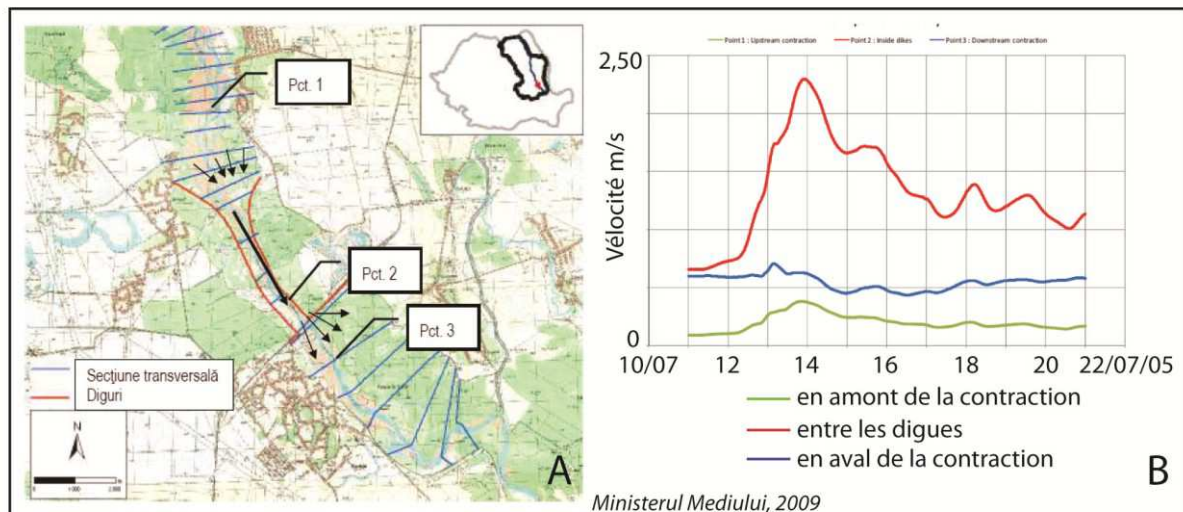 Pct. 1
Pct. 2
Pct. 3
Secţiune transversală
Diguri
N
A
Point 1 : Upstream contraction
Point 2 : Inside dikes
Point 3 : Downstream contraction
2,50
Vélocité m/s
0
10/07 12 14 16 18 20 22/07/05
en amont de la contraction
entre les digues
en aval de la contraction
B
Ministerul Mediului, 2009